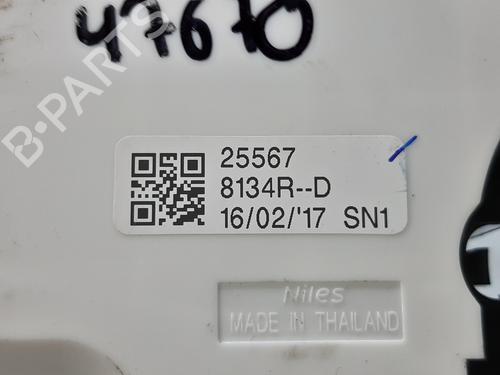 47670
B-PARTS
25567
8134R--D
16/02/'17 SN1
Niles
MADE IN THAILAND